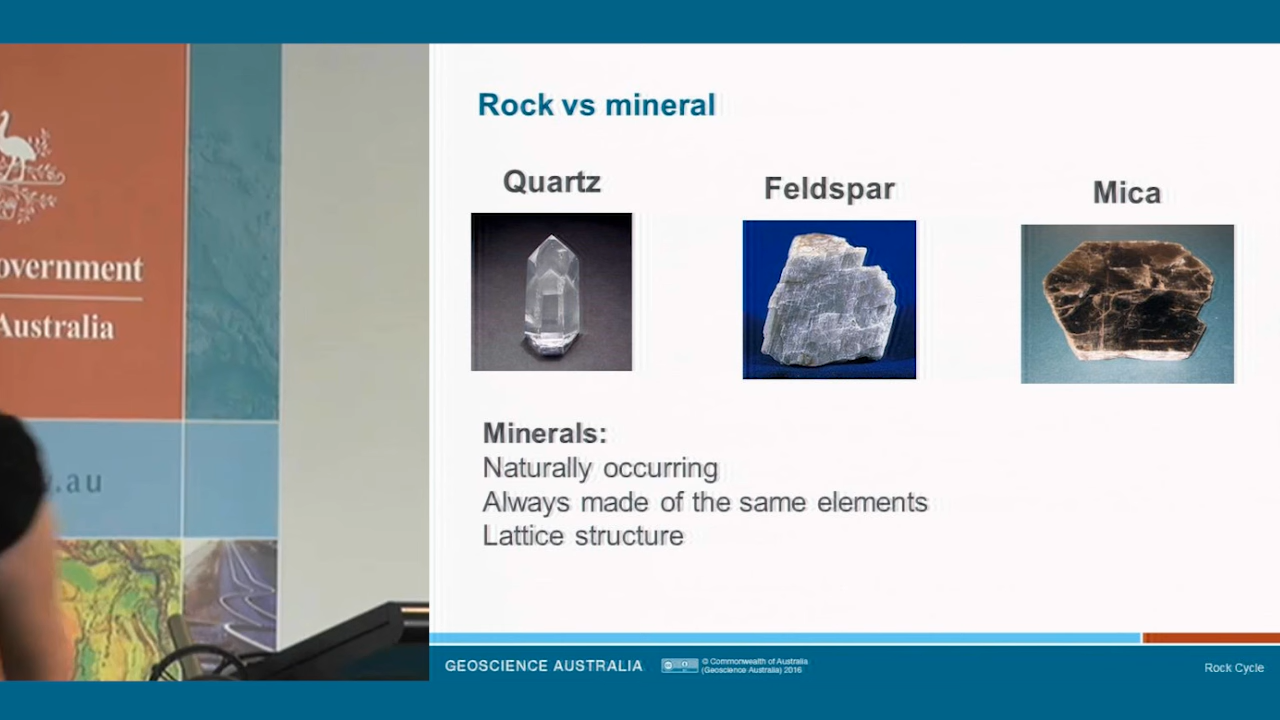 overnment
Australia
.au
Rock vs mineral
Quartz
Feldspar
Mica
Minerals:
Naturally occurring
Always made of the same elements
Lattice structure
GEOSCIENCE AUSTRALIA
© Commonwealth of Australia
(Geoscience Australia) 2016
Rock Cycle